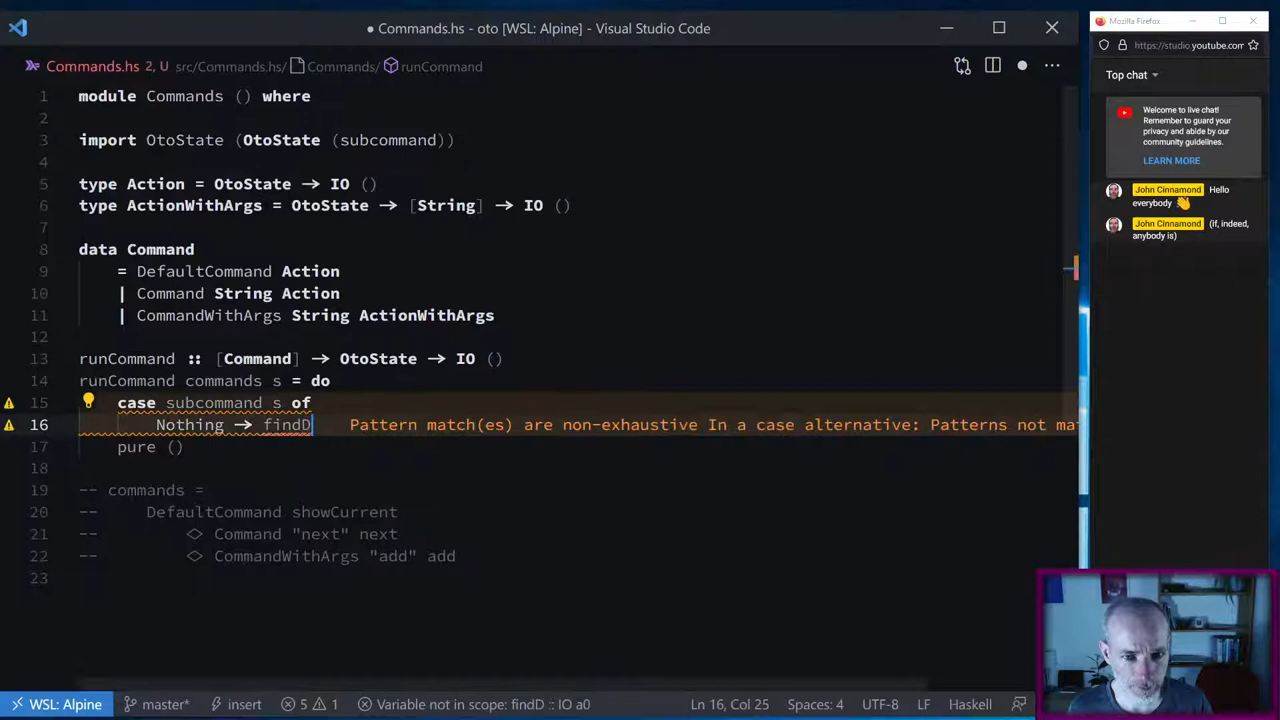 ● Commands.hs - oto [WSL: Alpine] - Visual Studio Code
Commands.hs 2, U src/Commands.hs/ Commands/ runCommand
1 module Commands () where
2
3 import OtoState (OtoState (subcommand))
4
5 type Action = OtoState → IO ()
6 type ActionWithArgs = OtoState → [String] → IO ()
7
8 data Command
9 = DefaultCommand Action
10 | Command String Action
11 | CommandWithArgs String ActionWithArgs
12
13 runCommand :: [Command] → OtoState → IO ()
14 runCommand commands s = do
15 case subcommand s of
16 Nothing → findD Pattern match(es) are non-exhaustive In a case alternative: Patterns not ma
17 pure ()
18
19 -- commands =
20 -- DefaultCommand showCurrent
21 -- ◇ Command "next" next
22 -- ◇ CommandWithArgs "add" add
23
WSL: Alpine master* insert 5 1 Variable not in scope: findD :: IO a0 Ln 16, Col 25 Spaces: 4 UTF-8 LF Haskell
Mozilla Firefox
https://studio.youtube.com
Top chat
Welcome to live chat!
Remember to guard your
privacy and abide by our
community guidelines.
LEARN MORE
John Cinnamond Hello
everybody 👋
John Cinnamond (if, indeed,
anybody is)